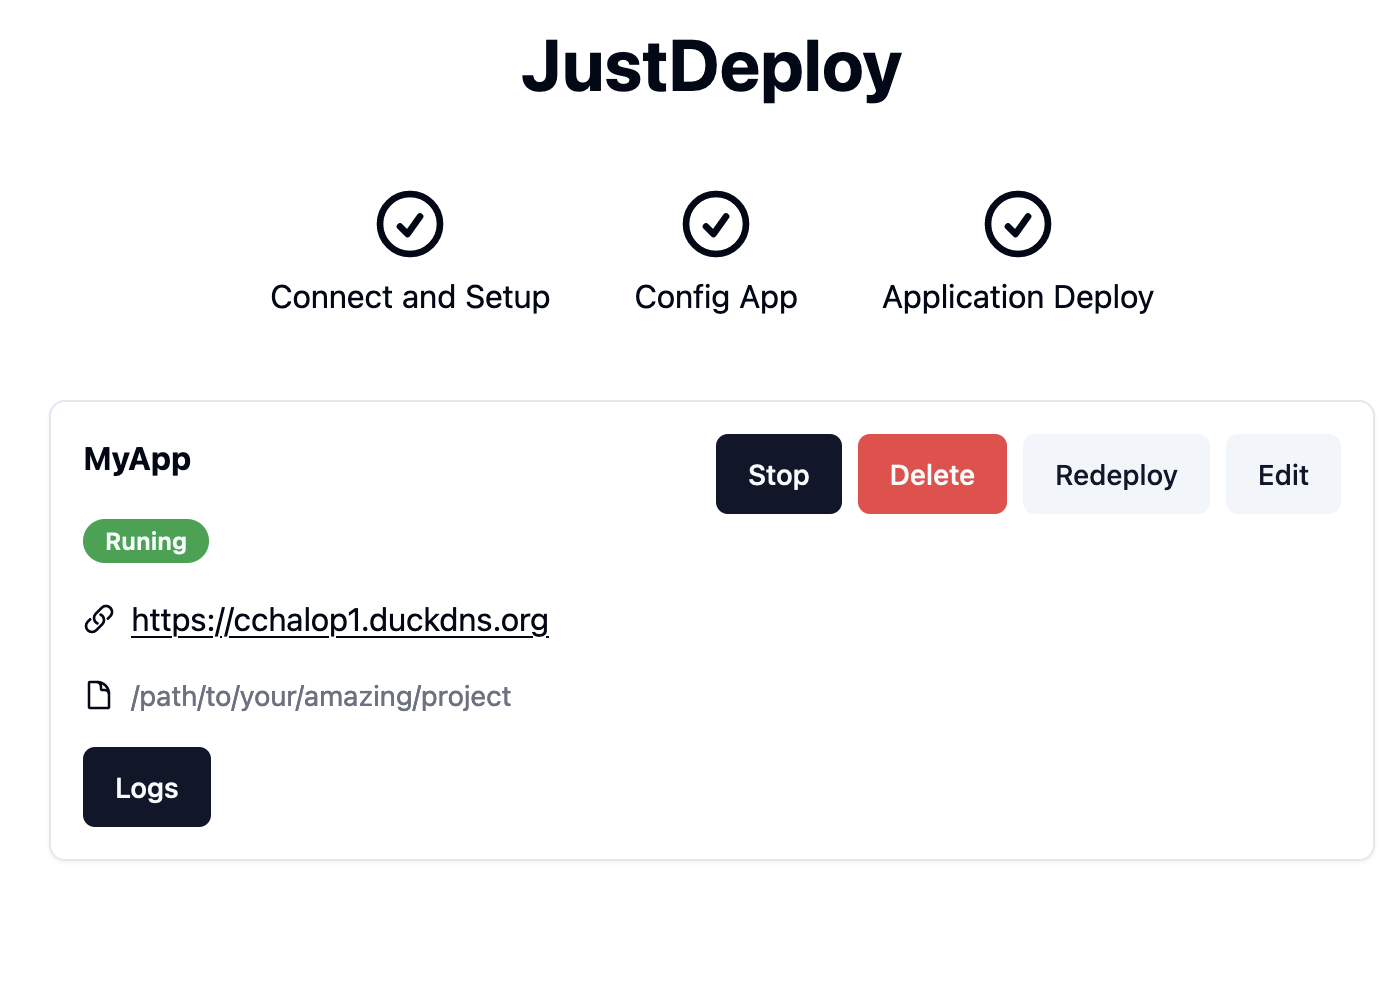 JustDeploy
Connect and Setup
Config App
Application Deploy
MyApp
Stop
Delete
Redeploy
Edit
Runing
https://cchalop1.duckdns.org
/path/to/your/amazing/project
Logs